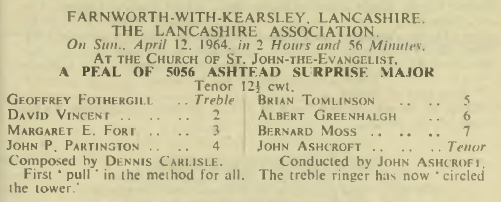 FARNWORTH-WITH-KEARSLEY, LANCASHIRE.
THE LANCASHIRE ASSOCIATION.
On Sun., April 12, 1964, in 2 Hours and 56 Minutes,
AT THE CHURCH OF ST. JOHN-THE-EVANGELIST,
A PEAL OF 5056 ASHTEAD SURPRISE MAJOR
Tenor 12½ cwt.
GEOFFREY FOTHERGILL .. Treble BRIAN TOMLINSON .. .. 5
DAVID VINCENT .. .. .. 2 ALBERT GREENHALGH .. 6
MARGARET E. FORT .. .. 3 BERNARD MOSS .. .. .. 7
JOHN P. PARTINGTON .. 4 JOHN ASHCROFT .. .. Tenor
Composed by DENNIS CARLISLE. Conducted by JOHN ASHCROFT.
First ' pull ' in the method for all. The treble ringer has now ' circled
the tower.'